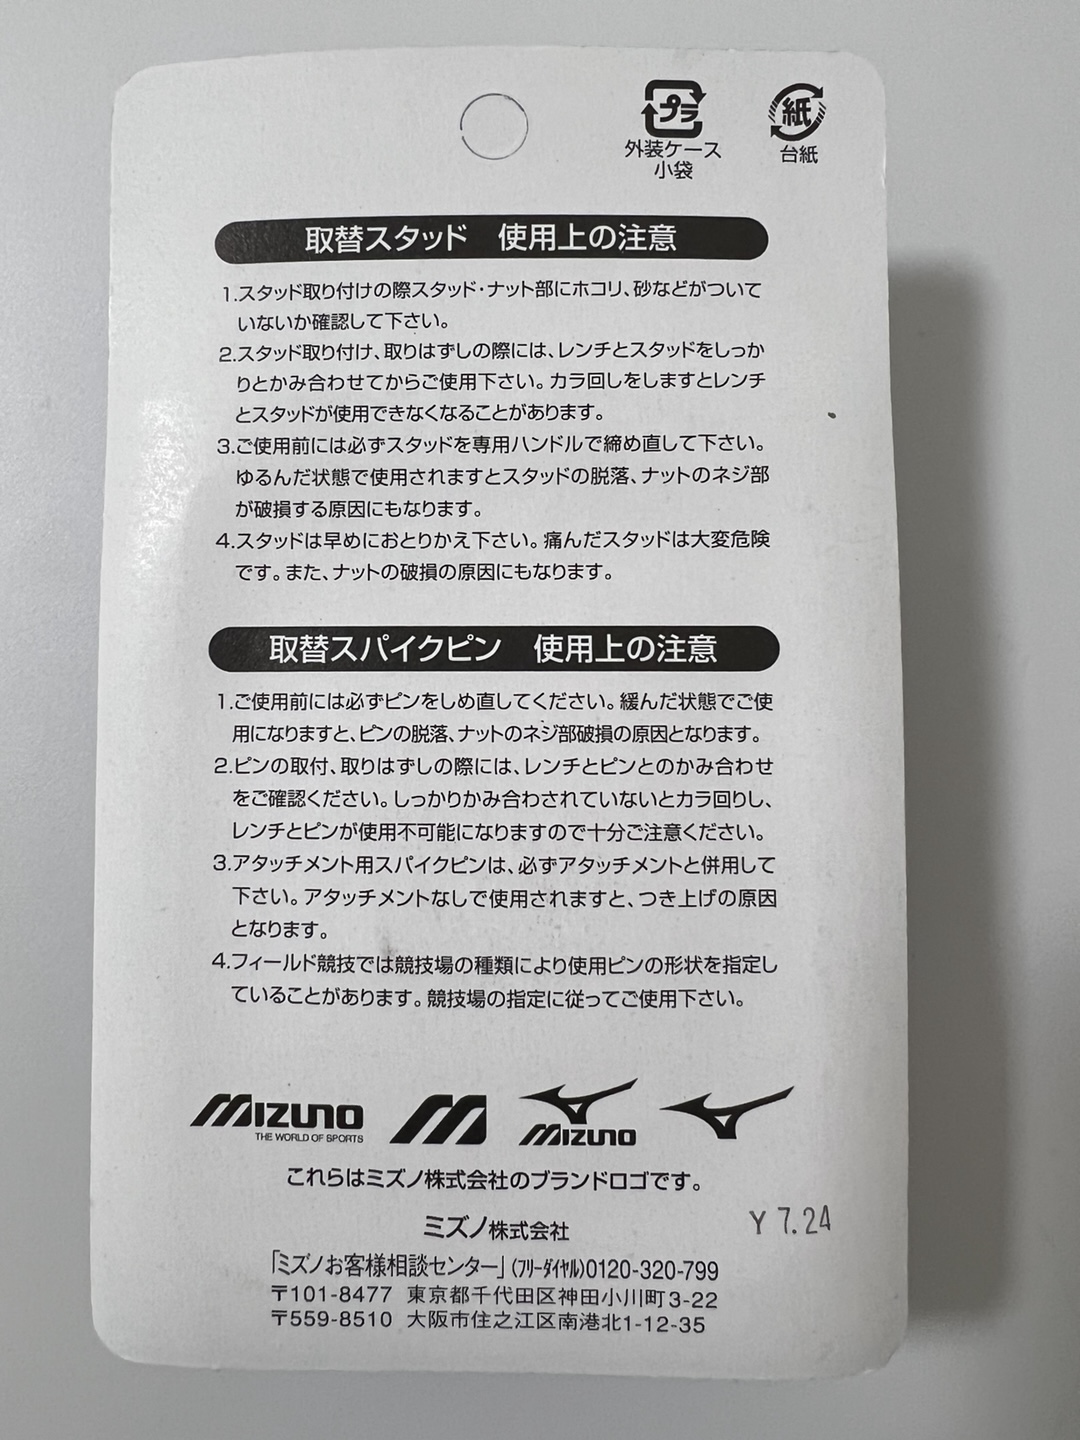 プラ
紙
外装ケース
小袋
台紙
取替スタッド 使用上の注意
1.スタッド取り付けの際スタッド・ナット部にホコリ、砂などがついて
いないか確認して下さい。
2.スタッド取り付け、取りはずしの際には、レンチとスタッドをしっか
りとかみ合わせてからご使用下さい。カラ回しをしますとレンチ
とスタッドが使用できなくなることがあります。
3.ご使用前には必ずスタッドを専用ハンドルで締め直して下さい。
ゆるんだ状態で使用されますとスタッドの脱落、ナットのネジ部
が破損する原因にもなります。
4.スタッドは早めにおとりかえ下さい。痛んだスタッドは大変危険
です。また、ナットの破損の原因にもなります。
取替スパイクピン 使用上の注意
1.ご使用前には必ずピンをしめ直してください。緩んだ状態でご使
用になりますと、ピンの脱落、ナットのネジ部破損の原因となります。
2.ピンの取付、取りはずしの際には、レンチとピンとのかみ合わせ
をご確認ください。しっかりかみ合わされていないとカラ回りし、
レンチとピンが使用不可能になりますので十分ご注意ください。
3.アタッチメント用スパイクピンは、必ずアタッチメントと併用して
下さい。アタッチメントなしで使用されますと、つき上げの原因
となります。
4.フィールド競技では競技場の種類により使用ピンの形状を指定し
ていることがあります。競技場の指定に従ってご使用下さい。
MIZUNO
THE WORLD OF SPORTS
MIZUNO
これらはミズノ株式会社のブランドロゴです。
ミズノ株式会社
Y 7.24
「ミズノお客様相談センター」(フリーダイヤル)0120-320-799
〒101-8477 東京都千代田区神田小川町3-22
〒559-8510 大阪市住之江区南港北1-12-35